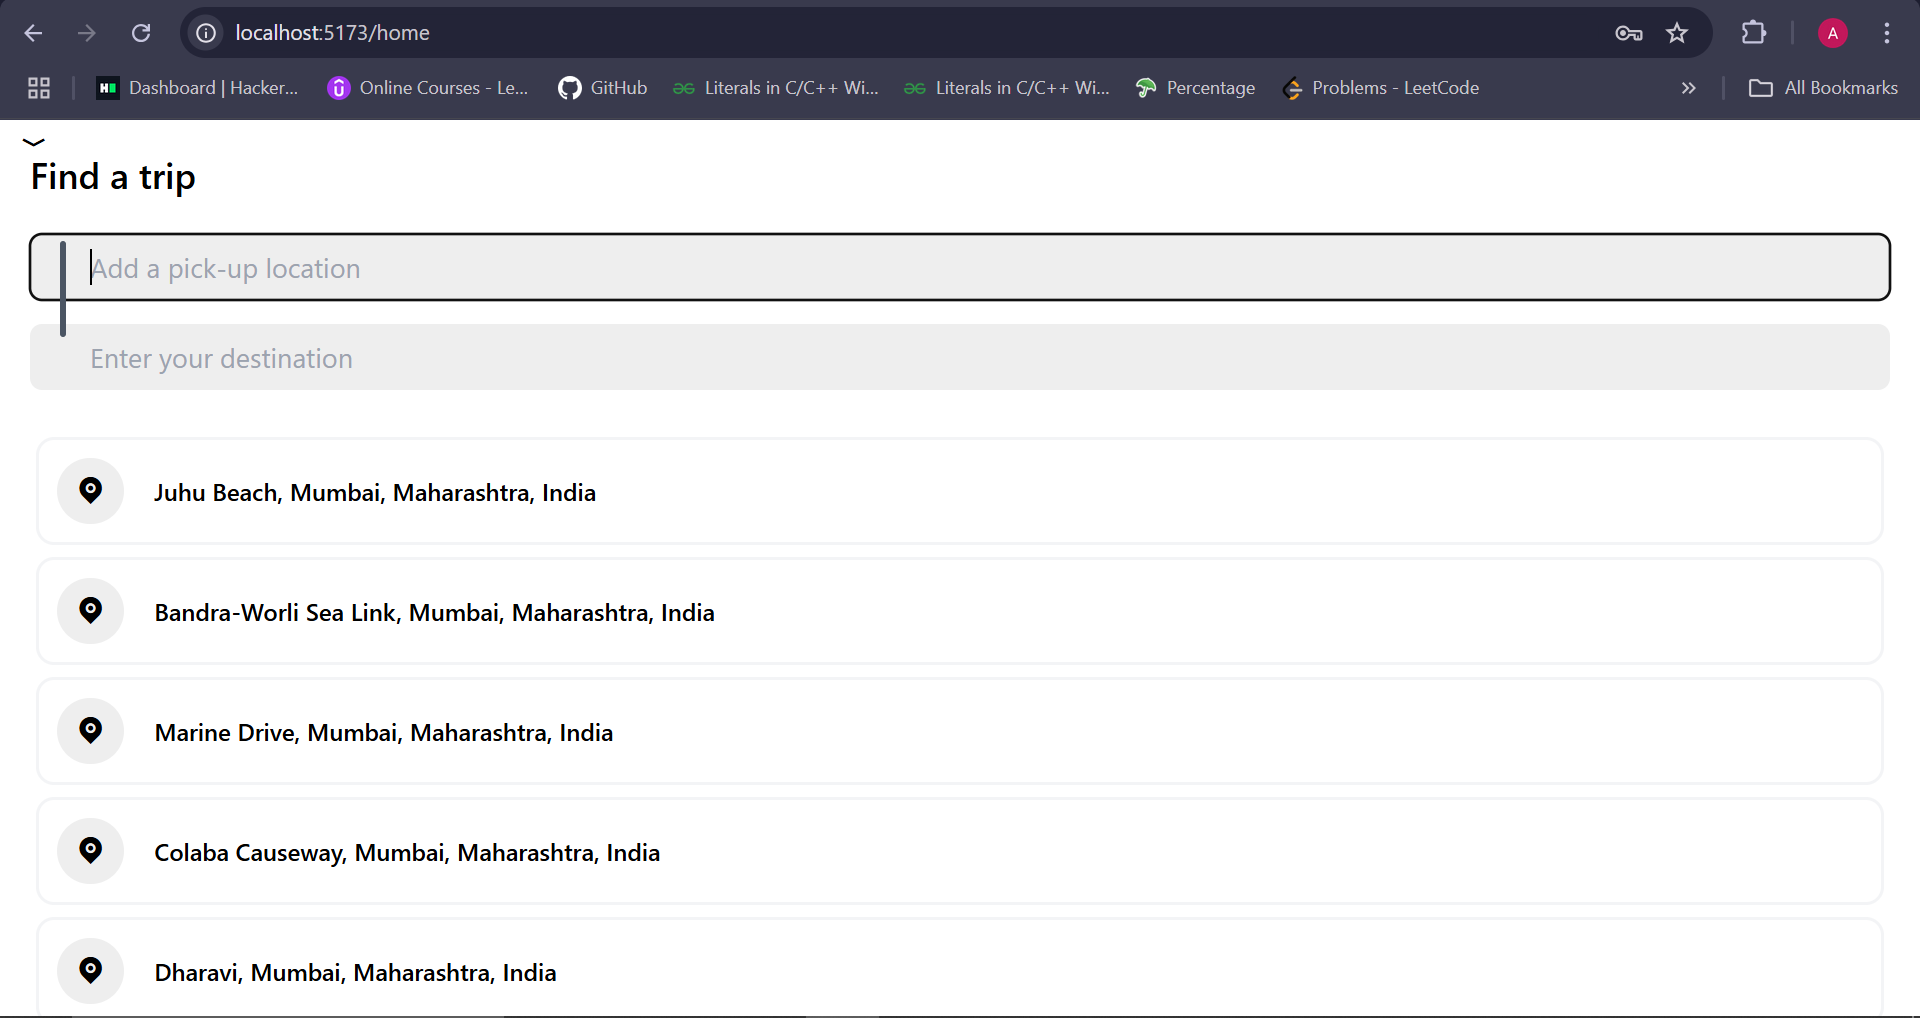 localhost:5173/home
A
Dashboard | Hacker...
Online Courses - Le...
GitHub
Literals in C/C++ Wi...
Literals in C/C++ Wi...
Percentage
Problems - LeetCode
All Bookmarks
Find a trip
Add a pick-up location
Enter your destination
Juhu Beach, Mumbai, Maharashtra, India
Bandra-Worli Sea Link, Mumbai, Maharashtra, India
Marine Drive, Mumbai, Maharashtra, India
Colaba Causeway, Mumbai, Maharashtra, India
Dharavi, Mumbai, Maharashtra, India